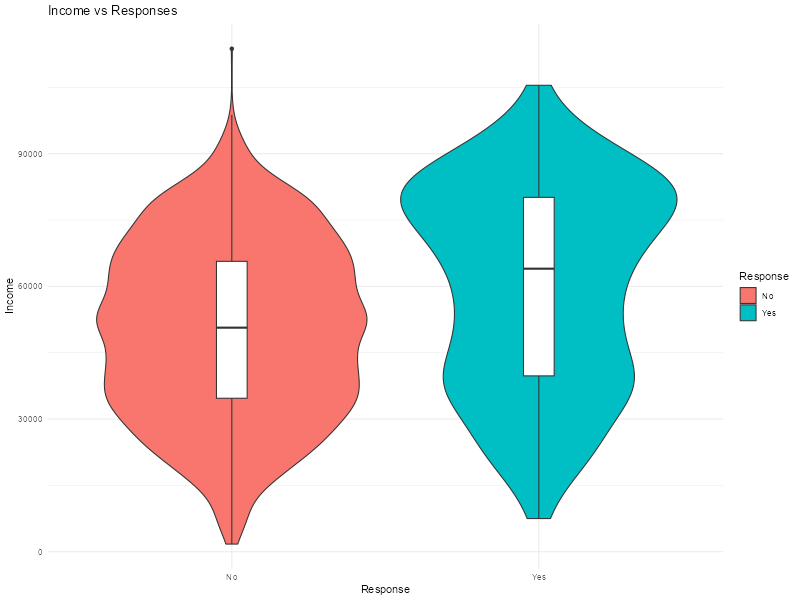 Income vs Responses
Income
90000
60000
30000
0
No
Yes
Response
Response
No
Yes